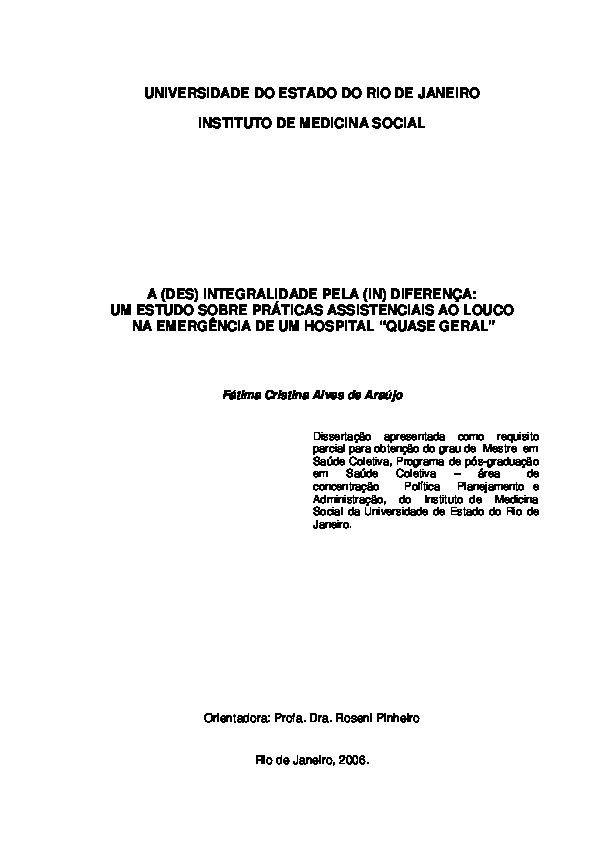 UNIVERSIDADE DO ESTADO DO RIO DE JANEIRO
INSTITUTO DE MEDICINA SOCIAL
A (DES) INTEGRALIDADE PELA (IN) DIFERENÇA:
UM ESTUDO SOBRE PRÁTICAS ASSISTENCIAIS AO LOUCO
NA EMERGÊNCIA DE UM HOSPITAL “QUASE GERAL”
Fátima Cristina Alves de Araújo
Dissertação apresentada como requisito
parcial para obtenção do grau de Mestre em
Saúde Coletiva, Programa de pós-graduação
em Saúde Coletiva – área de
concentração Política Planejamento e
Administração, do Instituto de Medicina
Social da Universidade de Estado do Rio de
Janeiro.
Orientadora: Profa. Dra. Roseni Pinheiro
Rio de Janeiro, 2006.